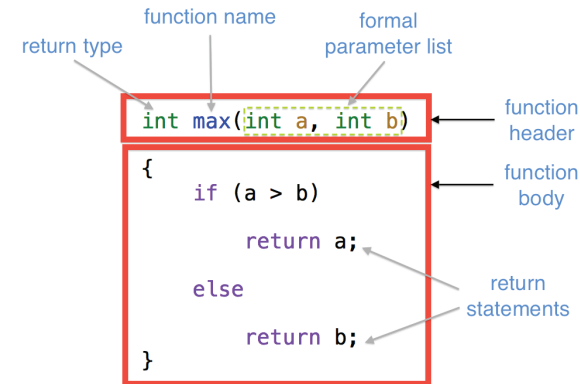 function name
formal
parameter list
return type
int max(int a, int b)
function
header
{
function
body
if (a > b)
return a;
return
statements
else
return b;
}